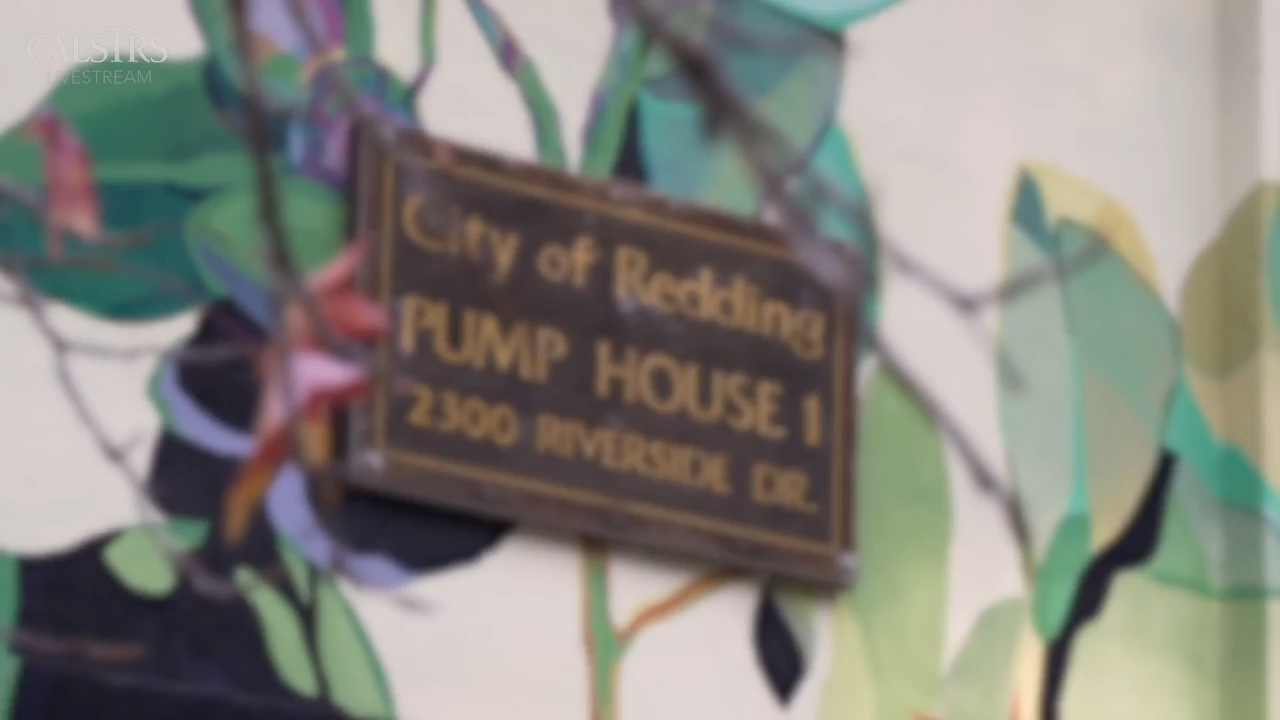 CALSTRS
LIVESTREAM
City of Redding
PUMP HOUSE 1
2300 RIVERSIDE DR.